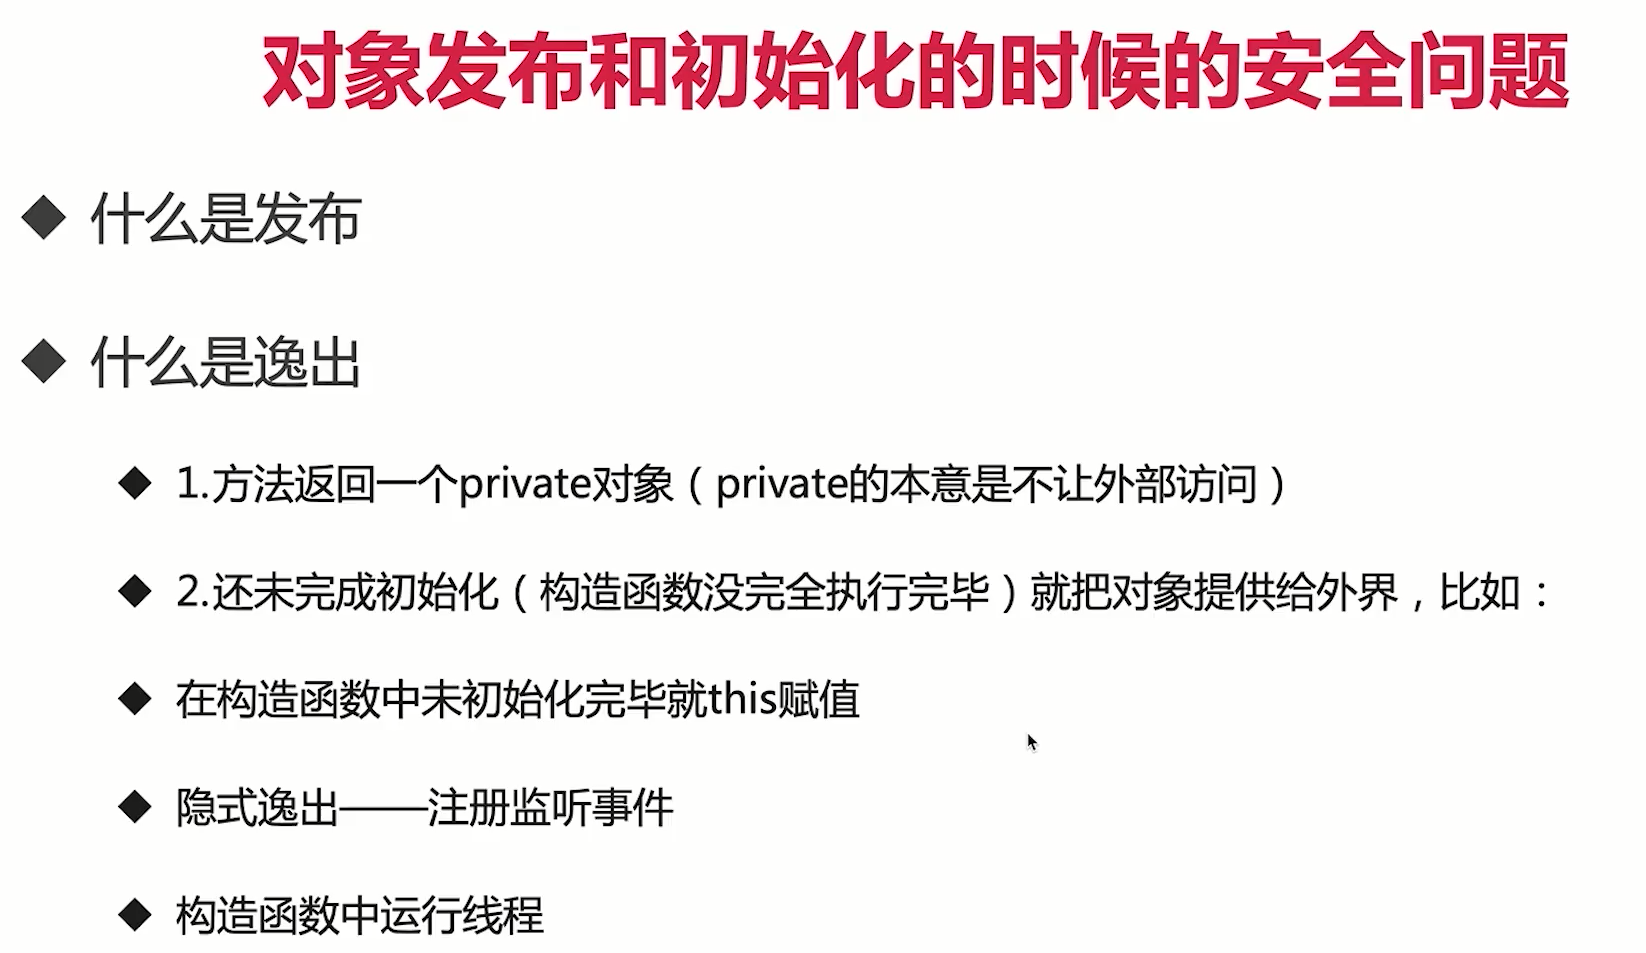 对象发布和初始化的时候的安全问题
什么是发布
什么是逸出
1.方法返回一个private对象（private的本意是不让外部访问）
2.还未完成初始化（构造函数没完全执行完毕）就把对象提供给外界，比如：
在构造函数中未初始化完毕就this赋值
隐式逸出——注册监听事件
构造函数中运行线程